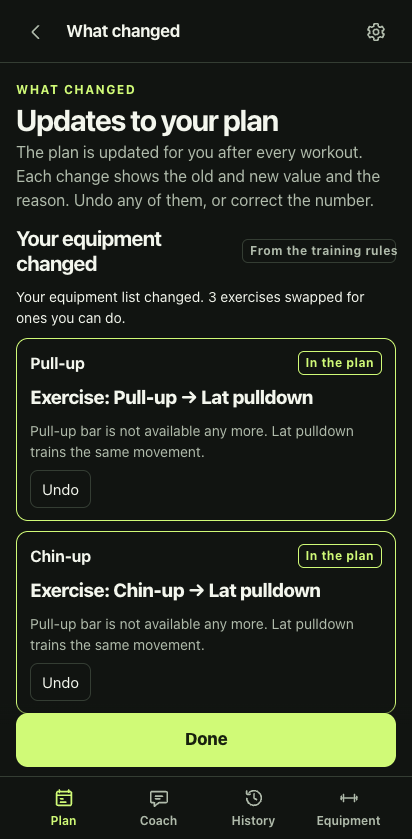 What changed
WHAT CHANGED
Updates to your plan
The plan is updated for you after every workout.
Each change shows the old and new value and the
reason. Undo any of them, or correct the number.
Your equipment
changed
From the training rules
Your equipment list changed. 3 exercises swapped for
ones you can do.
Pull-up
In the plan
Exercise: Pull-up → Lat pulldown
Pull-up bar is not available any more. Lat pulldown
trains the same movement.
Undo
Chin-up
In the plan
Exercise: Chin-up → Lat pulldown
Pull-up bar is not available any more. Lat pulldown
trains the same movement.
Undo
Done
Plan
Coach
History
Equipment